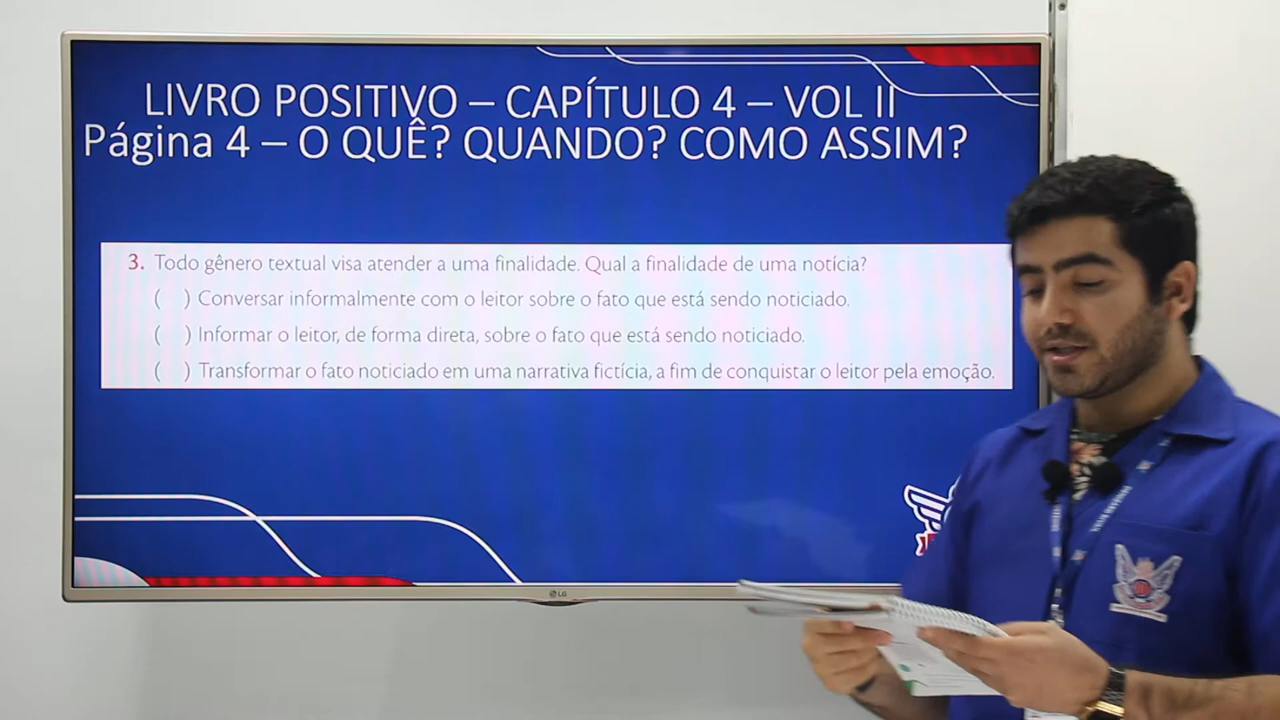 LIVRO POSITIVO – CAPÍTULO 4 – VOL II
Página 4 – O QUÊ? QUANDO? COMO ASSIM?
3. Todo gênero textual visa atender a uma finalidade. Qual a finalidade de uma notícia?
( ) Conversar informalmente com o leitor sobre o fato que está sendo noticiado.
( ) Informar o leitor, de forma direta, sobre o fato que está sendo noticiado.
( ) Transformar o fato noticiado em uma narrativa fictícia, a fim de conquistar o leitor pela emoção.
LG